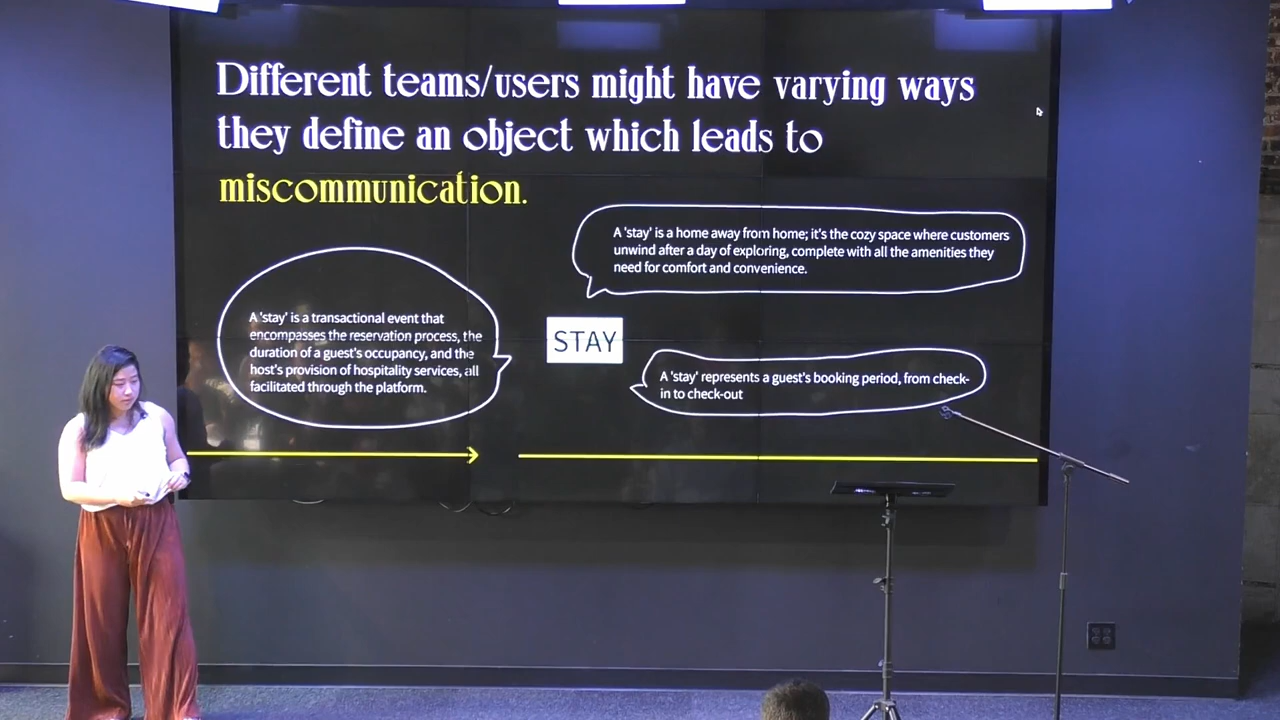 Different teams/users might have varying ways
they define an object which leads to
miscommunication.
A 'stay' is a home away from home; it's the cozy space where customers
unwind after a day of exploring, complete with all the amenities they
need for comfort and convenience.
A 'stay' is a transactional event that
encompasses the reservation process, the
duration of a guest's occupancy, and the
host's provision of hospitality services, all
facilitated through the platform.
STAY
A 'stay' represents a guest's booking period, from check-
in to check-out